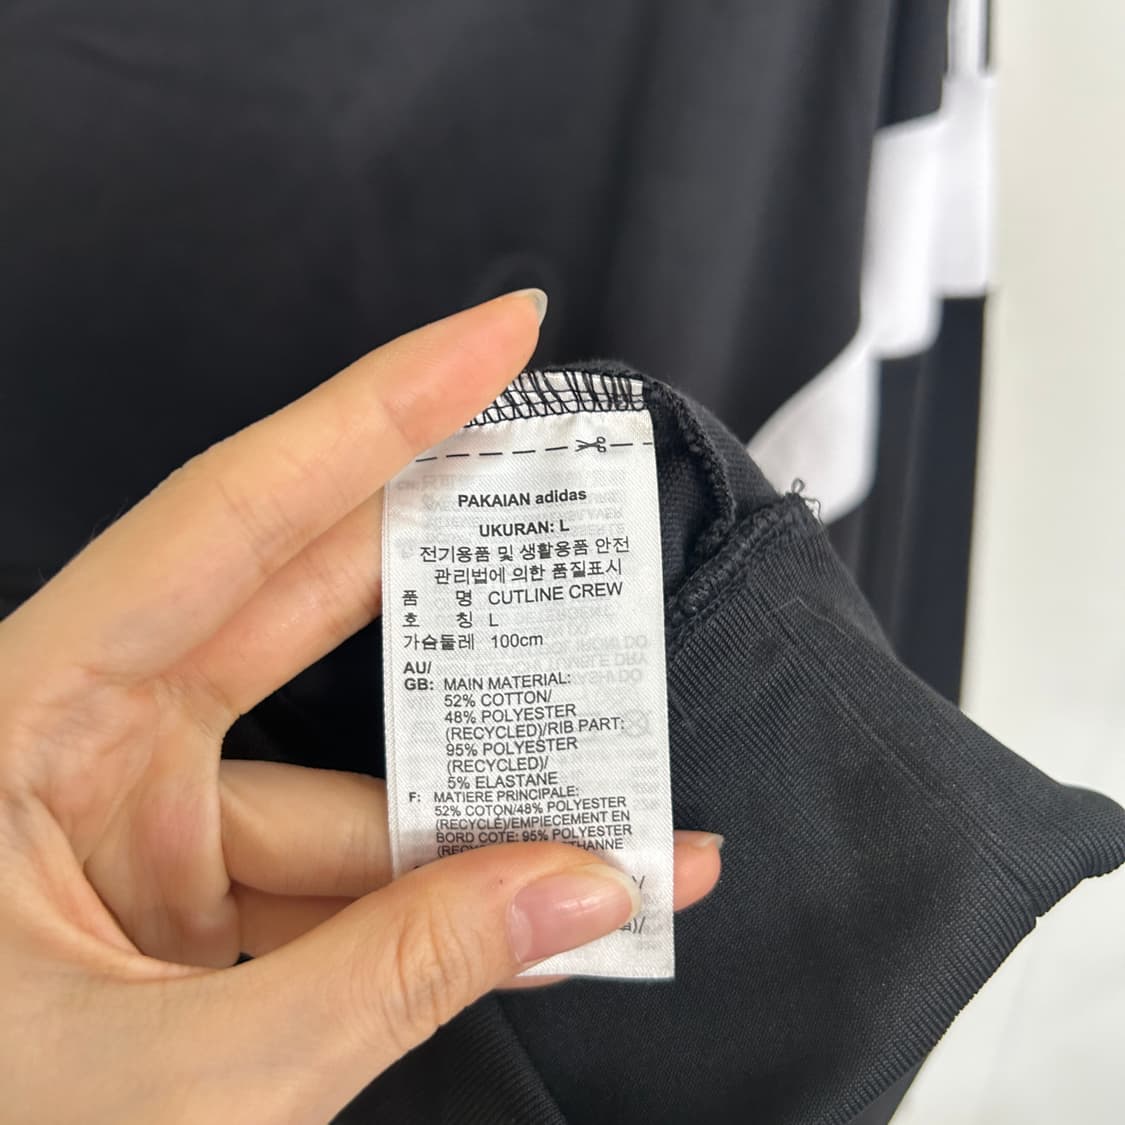 PAKAIAN adidas
UKURAN: L
전기용품 및 생활용품 안전
관리법에 의한 품질표시
품 명 CUTLINE CREW
호 칭 L
가슴둘레 100cm
AU/
GB: MAIN MATERIAL:
52% COTTON/
48% POLYESTER
(RECYCLED)/RIB PART:
95% POLYESTER
(RECYCLED)/
5% ELASTANE
F: MATIERE PRINCIPALE:
52% COTON/48% POLYESTER
(RECYCLÉ)/EMPIECEMENT EN
BORD COTE: 95% POLYESTER